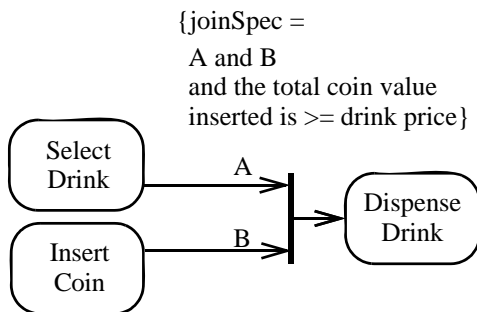 {joinSpec =
A and B
and the total coin value
inserted is >= drink price}
Select
Drink
A
Dispense
Drink
B
Insert
Coin